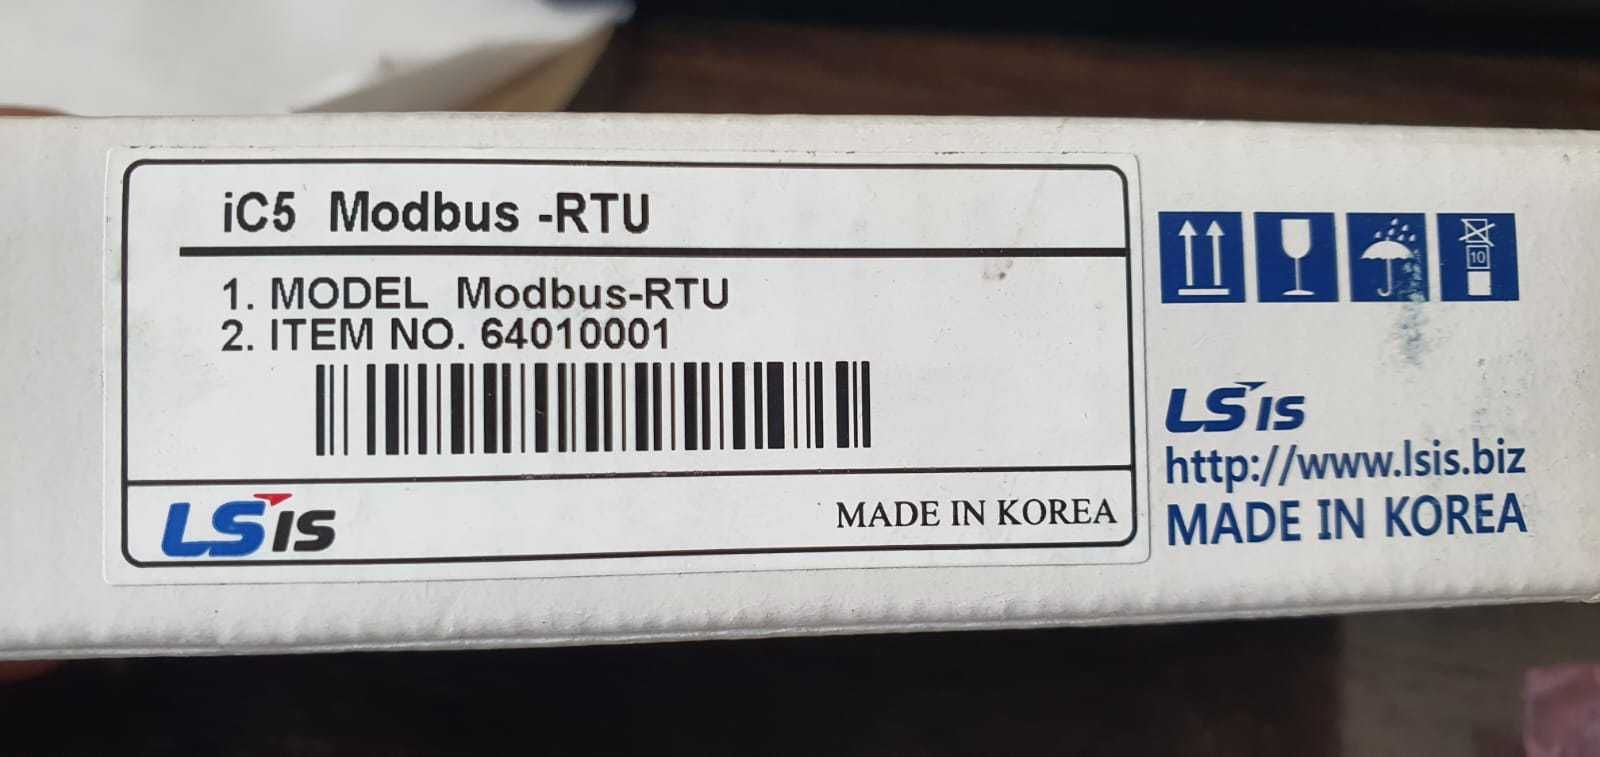 iC5 Modbus -RTU
1. MODEL Modbus-RTU
2. ITEM NO. 64010001
LSis
MADE IN KOREA
10
LSis
http://www.lsis.biz
MADE IN KOREA